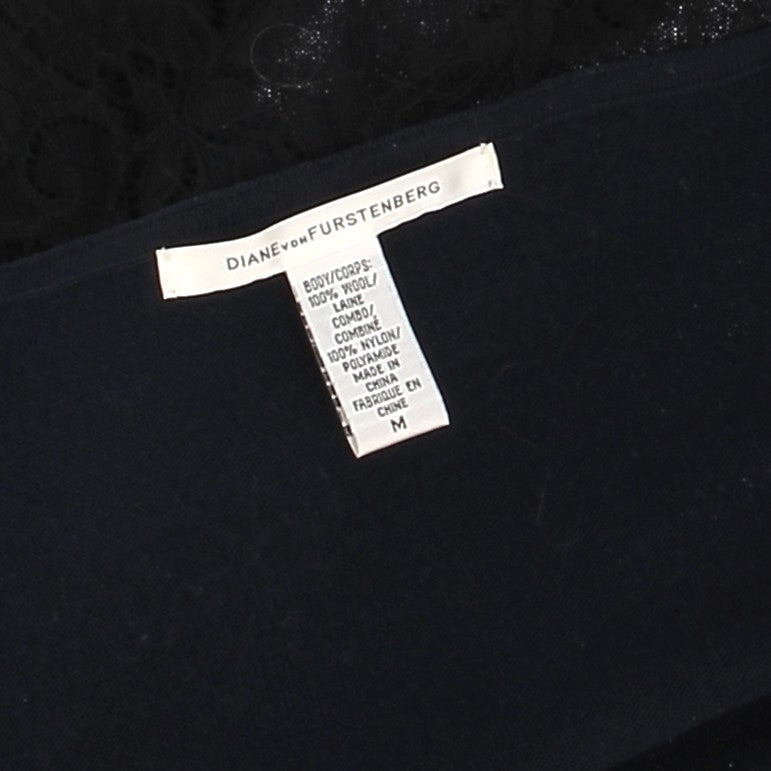 DIANE VON FURSTENBERG
BODY/CORPS:
100% WOOL/
LAINE
COMBO/
COMBINÉ
100% NYLON/
POLYAMIDE
MADE IN
CHINA
FABRIQUE EN
CHINE
M